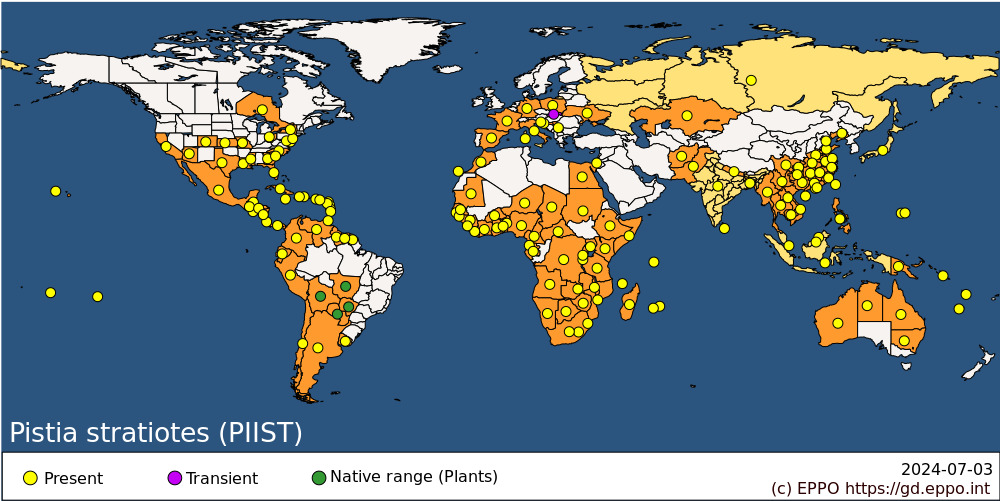 Pistia stratiotes (PIIST)
Present
Transient
Native range (Plants)
2024-07-03
(c) EPPO https://gd.eppo.int